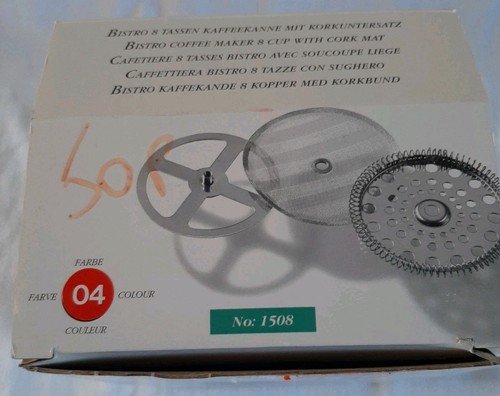 BISTRO 8 TASSEN KAFFEEKANNE MIT KORKUNTERSATZ
BISTRO COFFEE MAKER 8 CUP WITH CORK MAT
CAFETIERE 8 TASSES BISTRO AVEC SOUCOUPE LIEGE
CAFFETTIERA BISTRO 8 TAZZE CON SUGHERO
BISTRO KAFFEKANDE 8 KOPPER MED KORKBUND
FARBE
FARVE 04 COLOUR
COULEUR
No: 1508